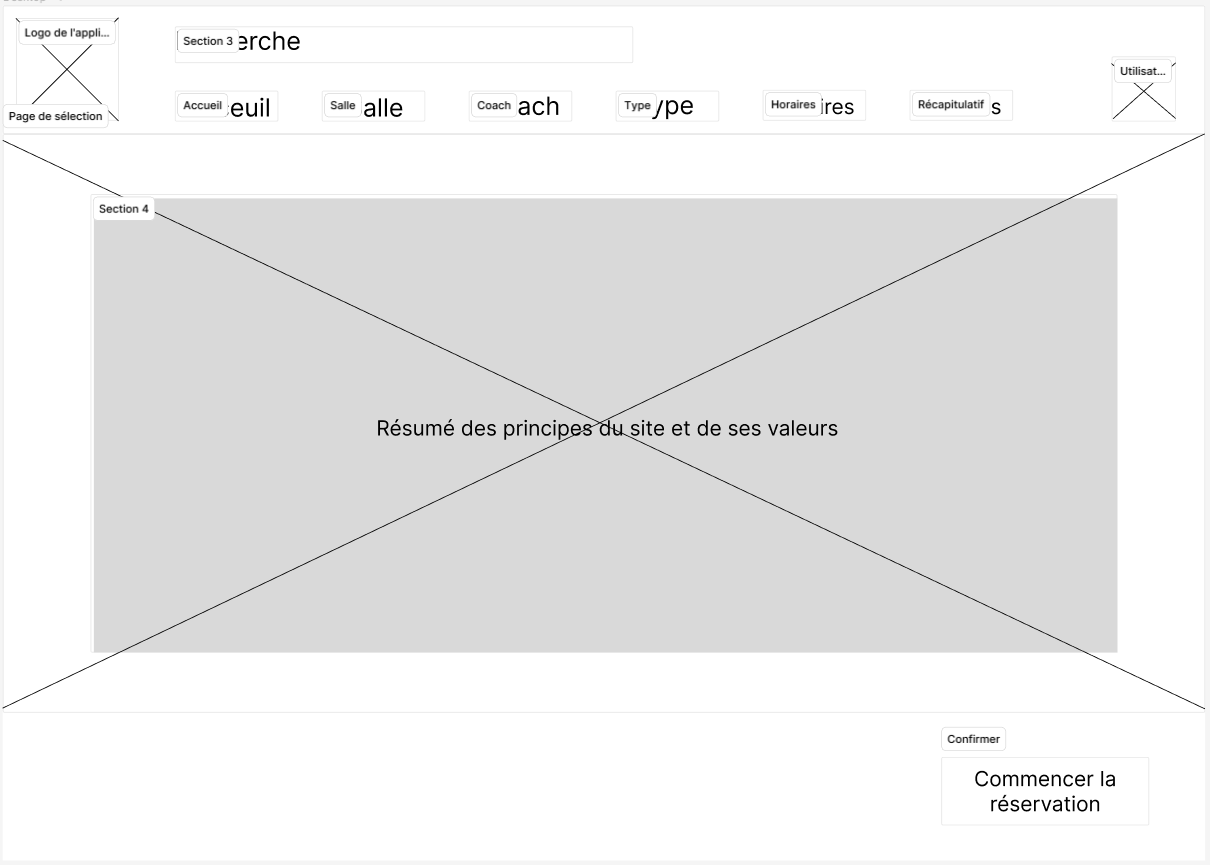 Logo de l'appli...
Section 3 erche
Utilisat...
Page de sélection
Accueil euil
Salle alle
Coach ach
Type ype
Horaires ires
Récapitulatif s
Section 4
Résumé des principes du site et de ses valeurs
Confirmer
Commencer la
réservation